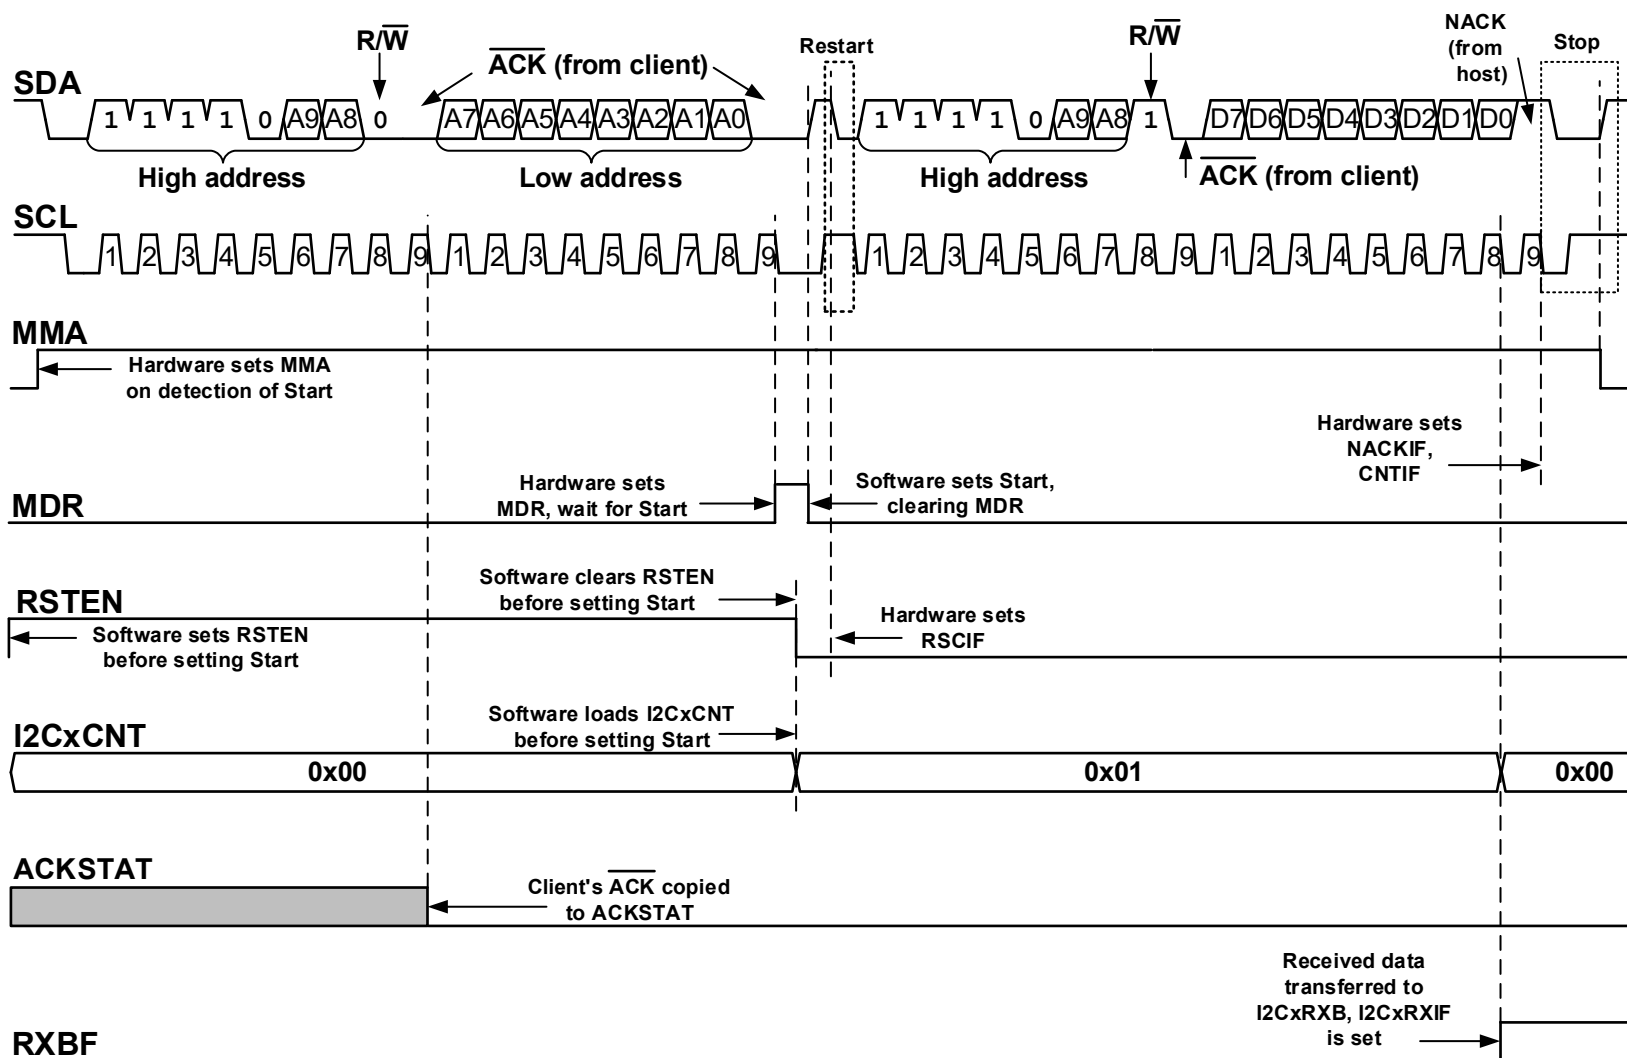 R/W
ACK (from client)
Restart
R/W
NACK
(from
host)
Stop
SDA
1 1 1 1 0 A9 A8 0 A7 A6 A5 A4 A3 A2 A1 A0 1 1 1 1 0 A9 A8 1 D7 D6 D5 D4 D3 D2 D1 D0
High address
Low address
High address
ACK (from client)
SCL
1 2 3 4 5 6 7 8 9 1 2 3 4 5 6 7 8 9 1 2 3 4 5 6 7 8 9 1 2 3 4 5 6 7 8 9
MMA
Hardware sets MMA
on detection of Start
Hardware sets
NACKIF,
CNTIF
MDR
Hardware sets
MDR, wait for Start
Software sets Start,
clearing MDR
RSTEN
Software sets RSTEN
before setting Start
Software clears RSTEN
before setting Start
Hardware sets
RSCIF
I2CxCNT
Software loads I2CxCNT
before setting Start
0x00 0x01 0x00
ACKSTAT
Client's ACK copied
to ACKSTAT
Received data
transferred to
I2CxRXB, I2CxRXIF
is set
RXBF